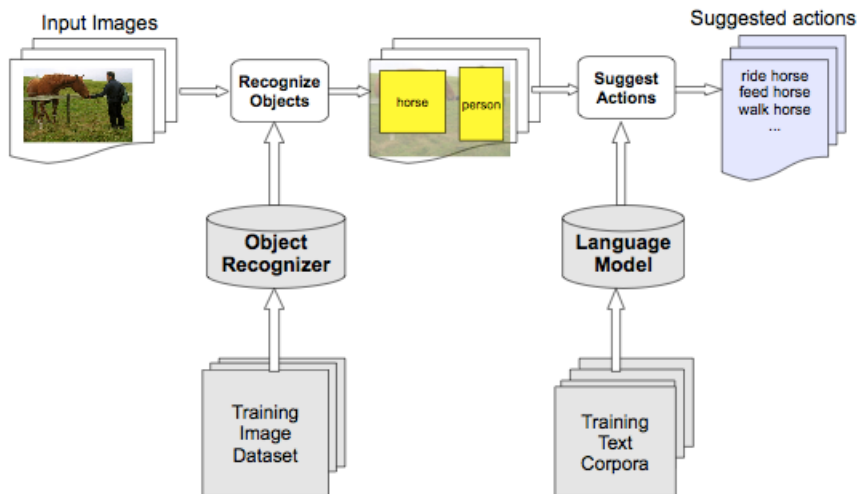 Input Images
Suggested actions
Recognize
Objects
horse
person
Suggest
Actions
ride horse
feed horse
walk horse
...
Object
Recognizer
Language
Model
Training
Image
Dataset
Training
Text
Corpora